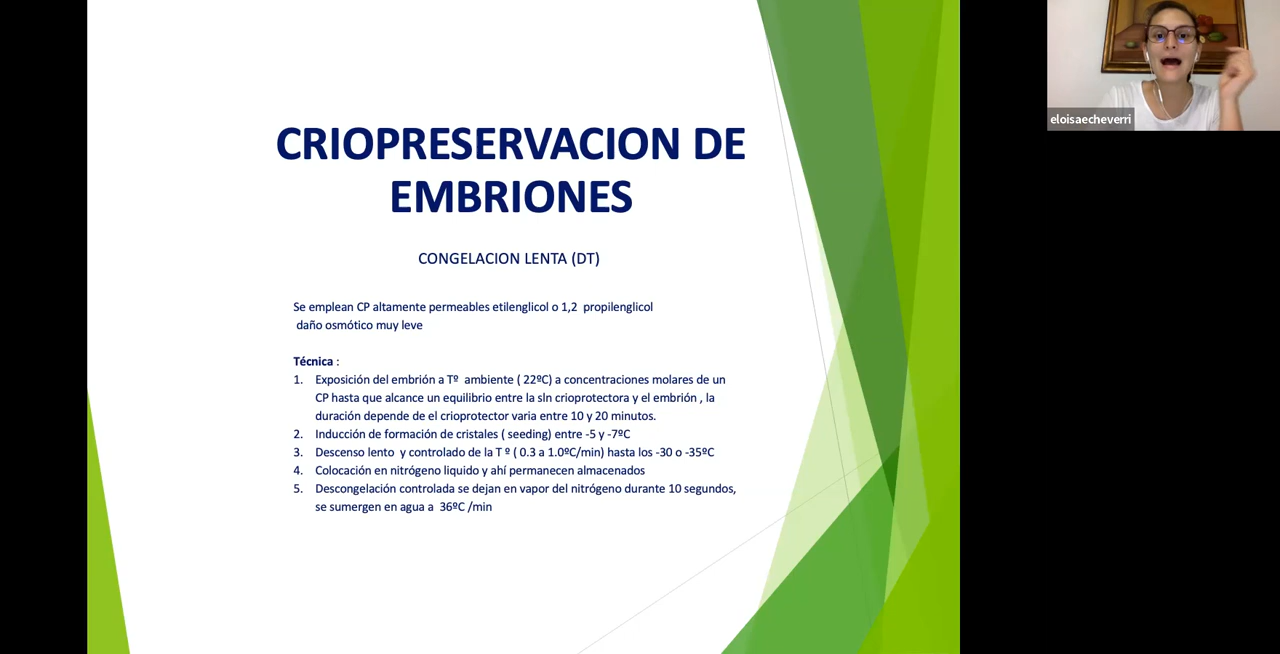 CRIOPRESERVACION DE
EMBRIONES
CONGELACION LENTA (DT)
Se emplean CP altamente permeables etilenglicol o 1,2 propilenglicol
daño osmótico muy leve
Técnica :
1. Exposición del embrión a Tº ambiente ( 22ºC) a concentraciones molares de un
CP hasta que alcance un equilibrio entre la sln crioprotectora y el embrión , la
duración depende de el crioprotector varia entre 10 y 20 minutos.
2. Inducción de formación de cristales ( seeding) entre -5 y -7ºC
3. Descenso lento y controlado de la T º ( 0.3 a 1.0ºC/min) hasta los -30 o -35ºC
4. Colocación en nitrógeno liquido y ahí permanecen almacenados
5. Descongelación controlada se dejan en vapor del nitrógeno durante 10 segundos,
se sumergen en agua a 36ºC /min
eloisaecheverri